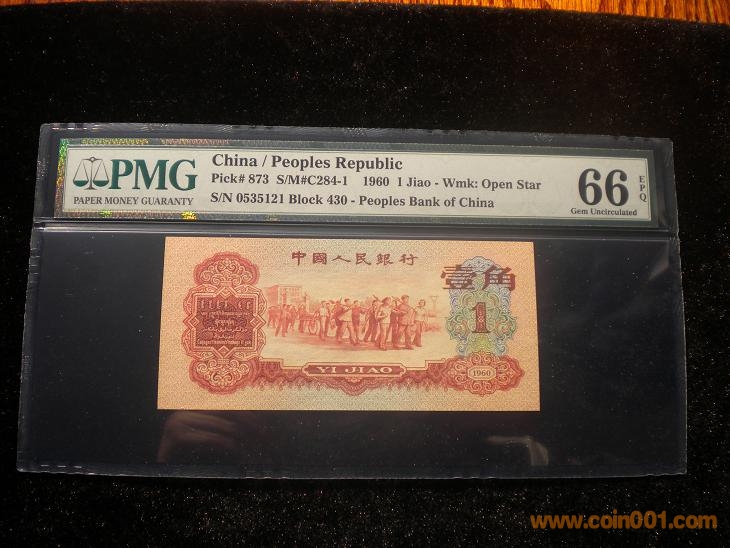 PMG
PAPER MONEY GUARANTY
China / Peoples Republic
Pick# 873 S/M#C284-1 1960 1 Jiao - Wmk: Open Star
S/N 0535121 Block 430 - Peoples Bank of China
66 EPQ
Gem Uncirculated
中國人民銀行
壹角
1
YI JIAO
1960
www.coin001.com